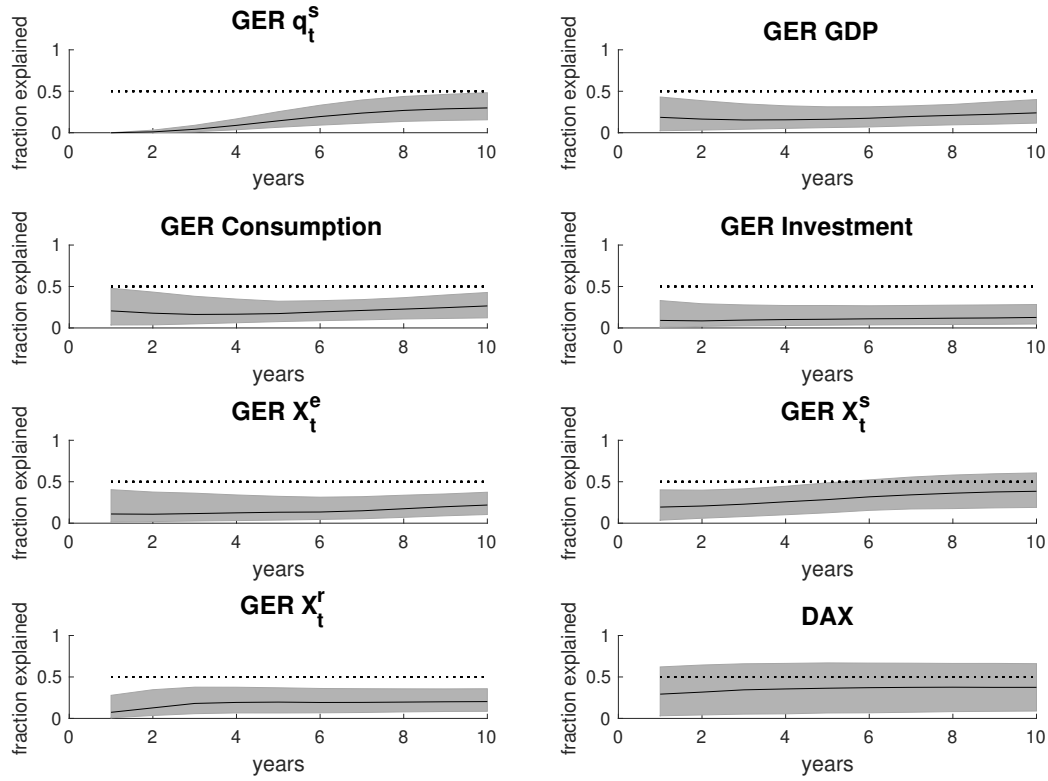 GER q_t^s
fraction explained
1
0.5
0
0 2 4 6 8 10
years
GER GDP
fraction explained
1
0.5
0
0 2 4 6 8 10
years
GER Consumption
fraction explained
1
0.5
0
0 2 4 6 8 10
years
GER Investment
fraction explained
1
0.5
0
0 2 4 6 8 10
years
GER X_t^e
fraction explained
1
0.5
0
0 2 4 6 8 10
years
GER X_t^s
fraction explained
1
0.5
0
0 2 4 6 8 10
years
GER X_t^r
fraction explained
1
0.5
0
0 2 4 6 8 10
years
DAX
fraction explained
1
0.5
0
0 2 4 6 8 10
years